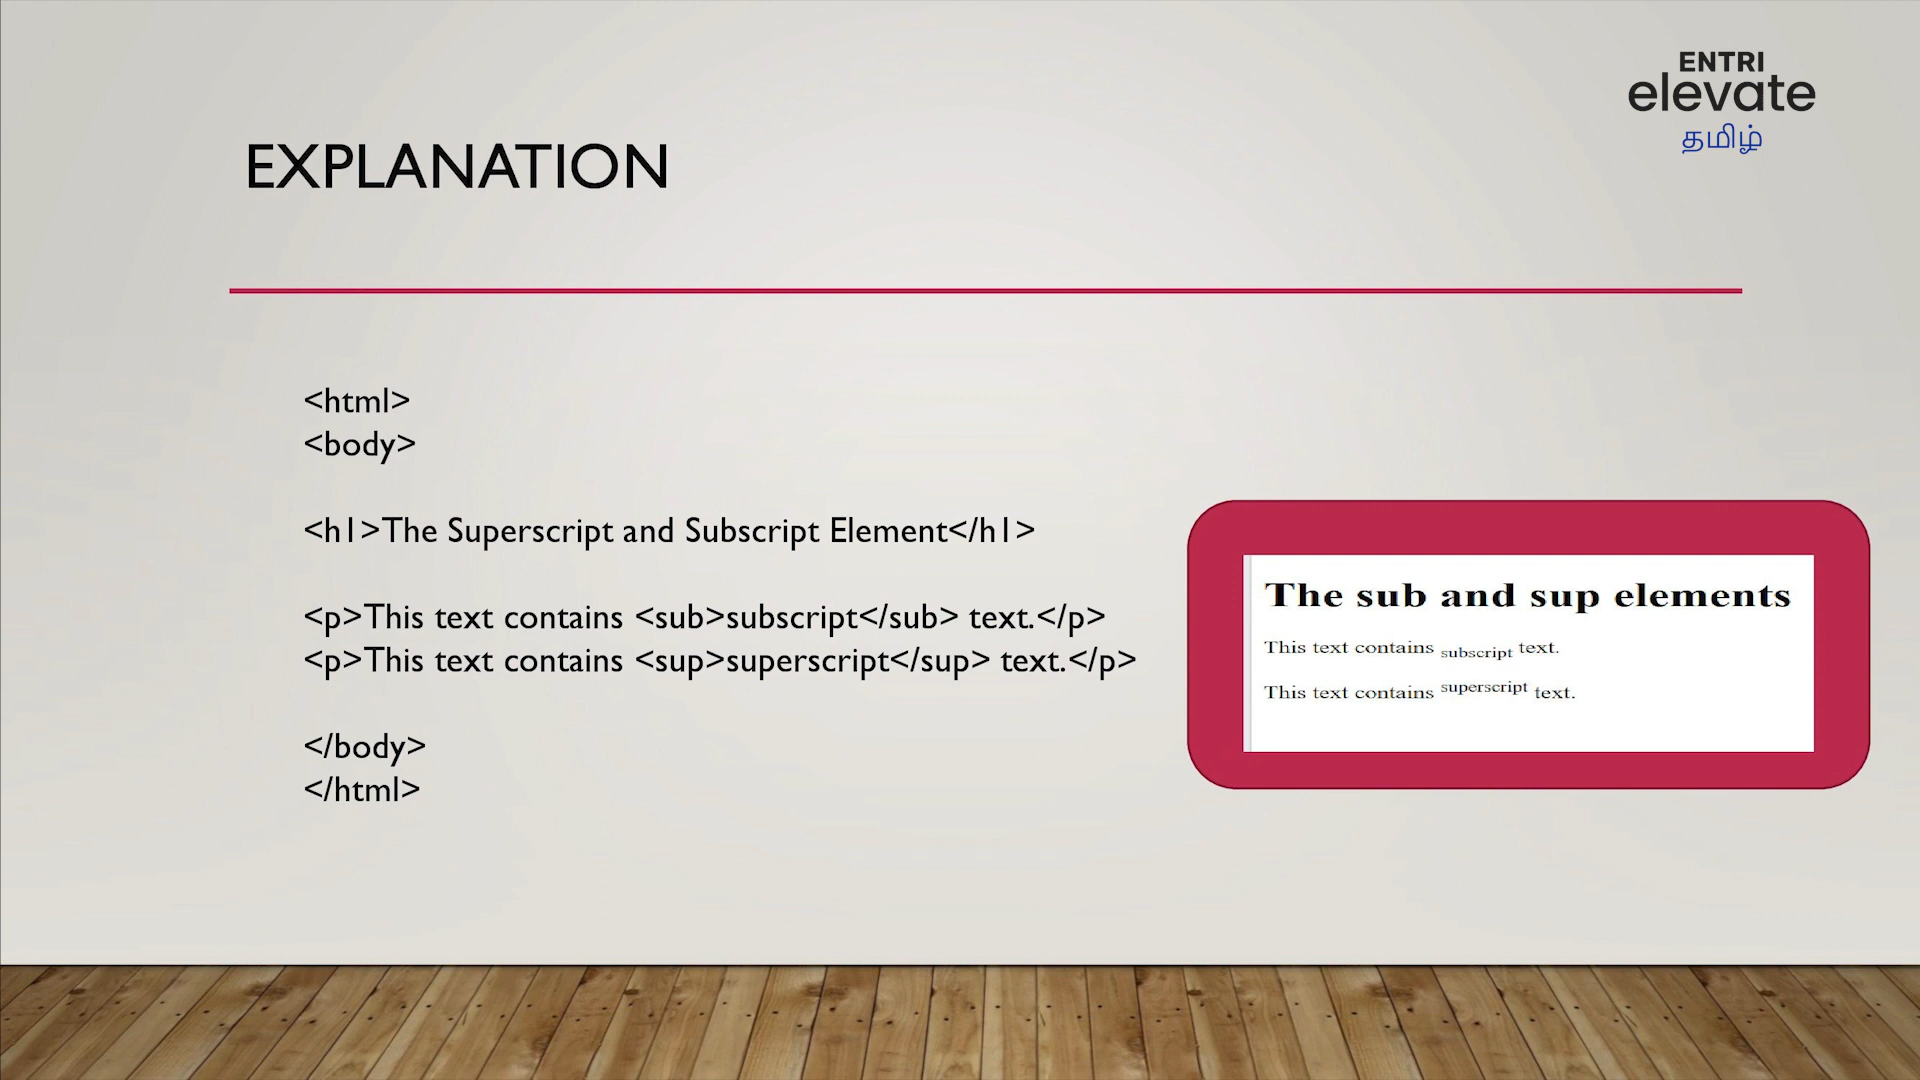 ENTRI
elevate
தமிழ்
EXPLANATION
<html>
<body>
<h1>The Superscript and Subscript Element</h1>
<p>This text contains <sub>subscript</sub> text.</p>
<p>This text contains <sup>superscript</sup> text.</p>
</body>
</html>
The sub and sup elements
This text contains subscript text.
This text contains superscript text.